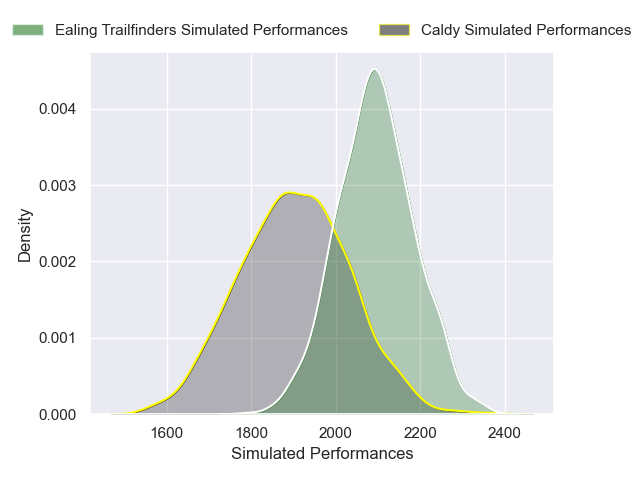 Ealing Trailfinders Simulated Performances
Caldy Simulated Performances
Density
0.004
0.003
0.002
0.001
0.000
1600 1800 2000 2200 2400
Simulated Performances